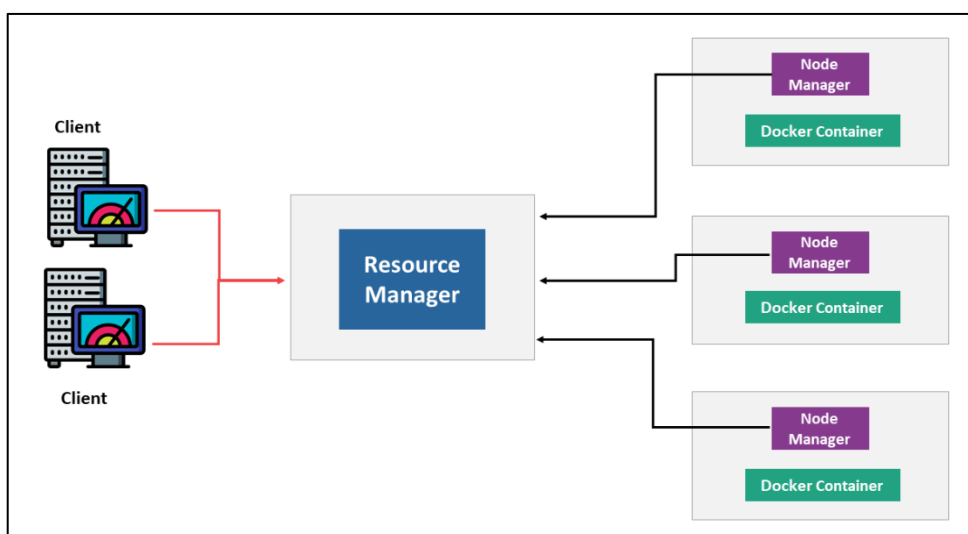 Client
Client
Resource
Manager
Node
Manager
Docker Container
Node
Manager
Docker Container
Node
Manager
Docker Container